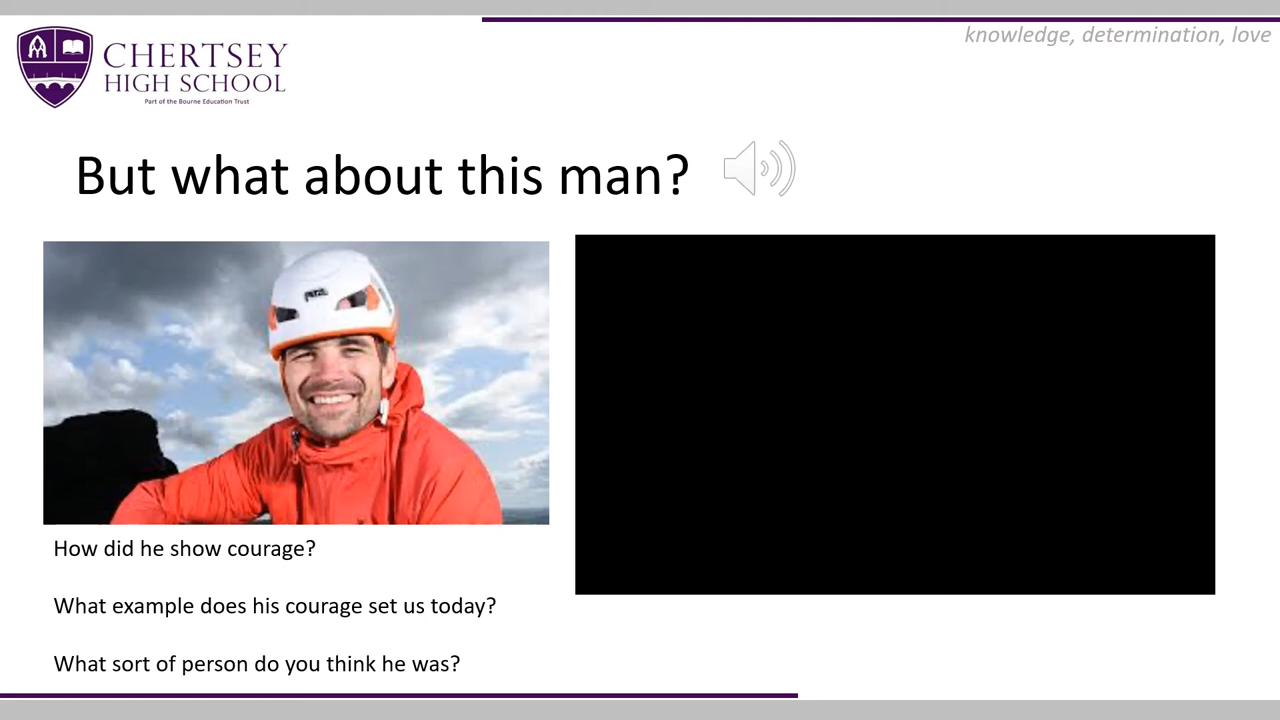 knowledge, determination, love
CHERTSEY
HIGH SCHOOL
Part of the Bourne Education Trust
But what about this man?
PETZL
How did he show courage?
What example does his courage set us today?
What sort of person do you think he was?